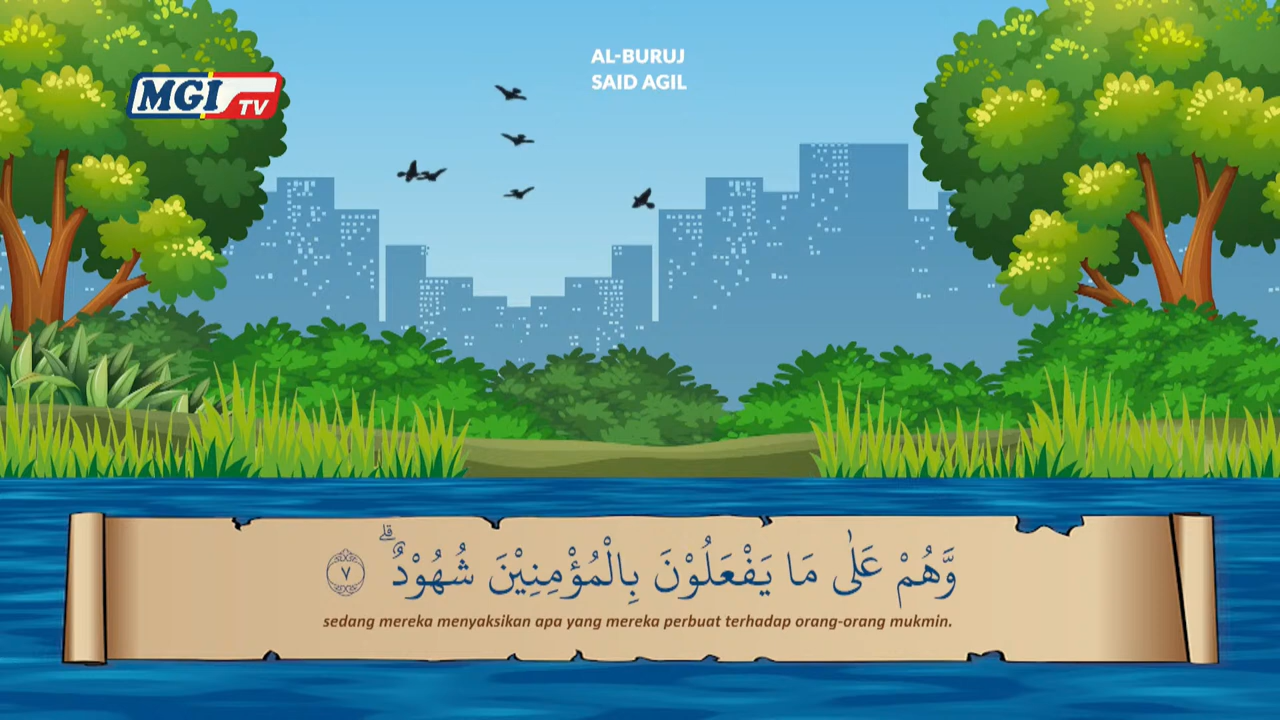 AL-BURUJ
SAID AGIL
MGI TV
وَّهُمْ عَلٰى مَا يَفْعَلُوْنَ بِالْمُؤْمِنِيْنَ شُهُوْدٌ ۗ ٧
sedang mereka menyaksikan apa yang mereka perbuat terhadap orang-orang mukmin.